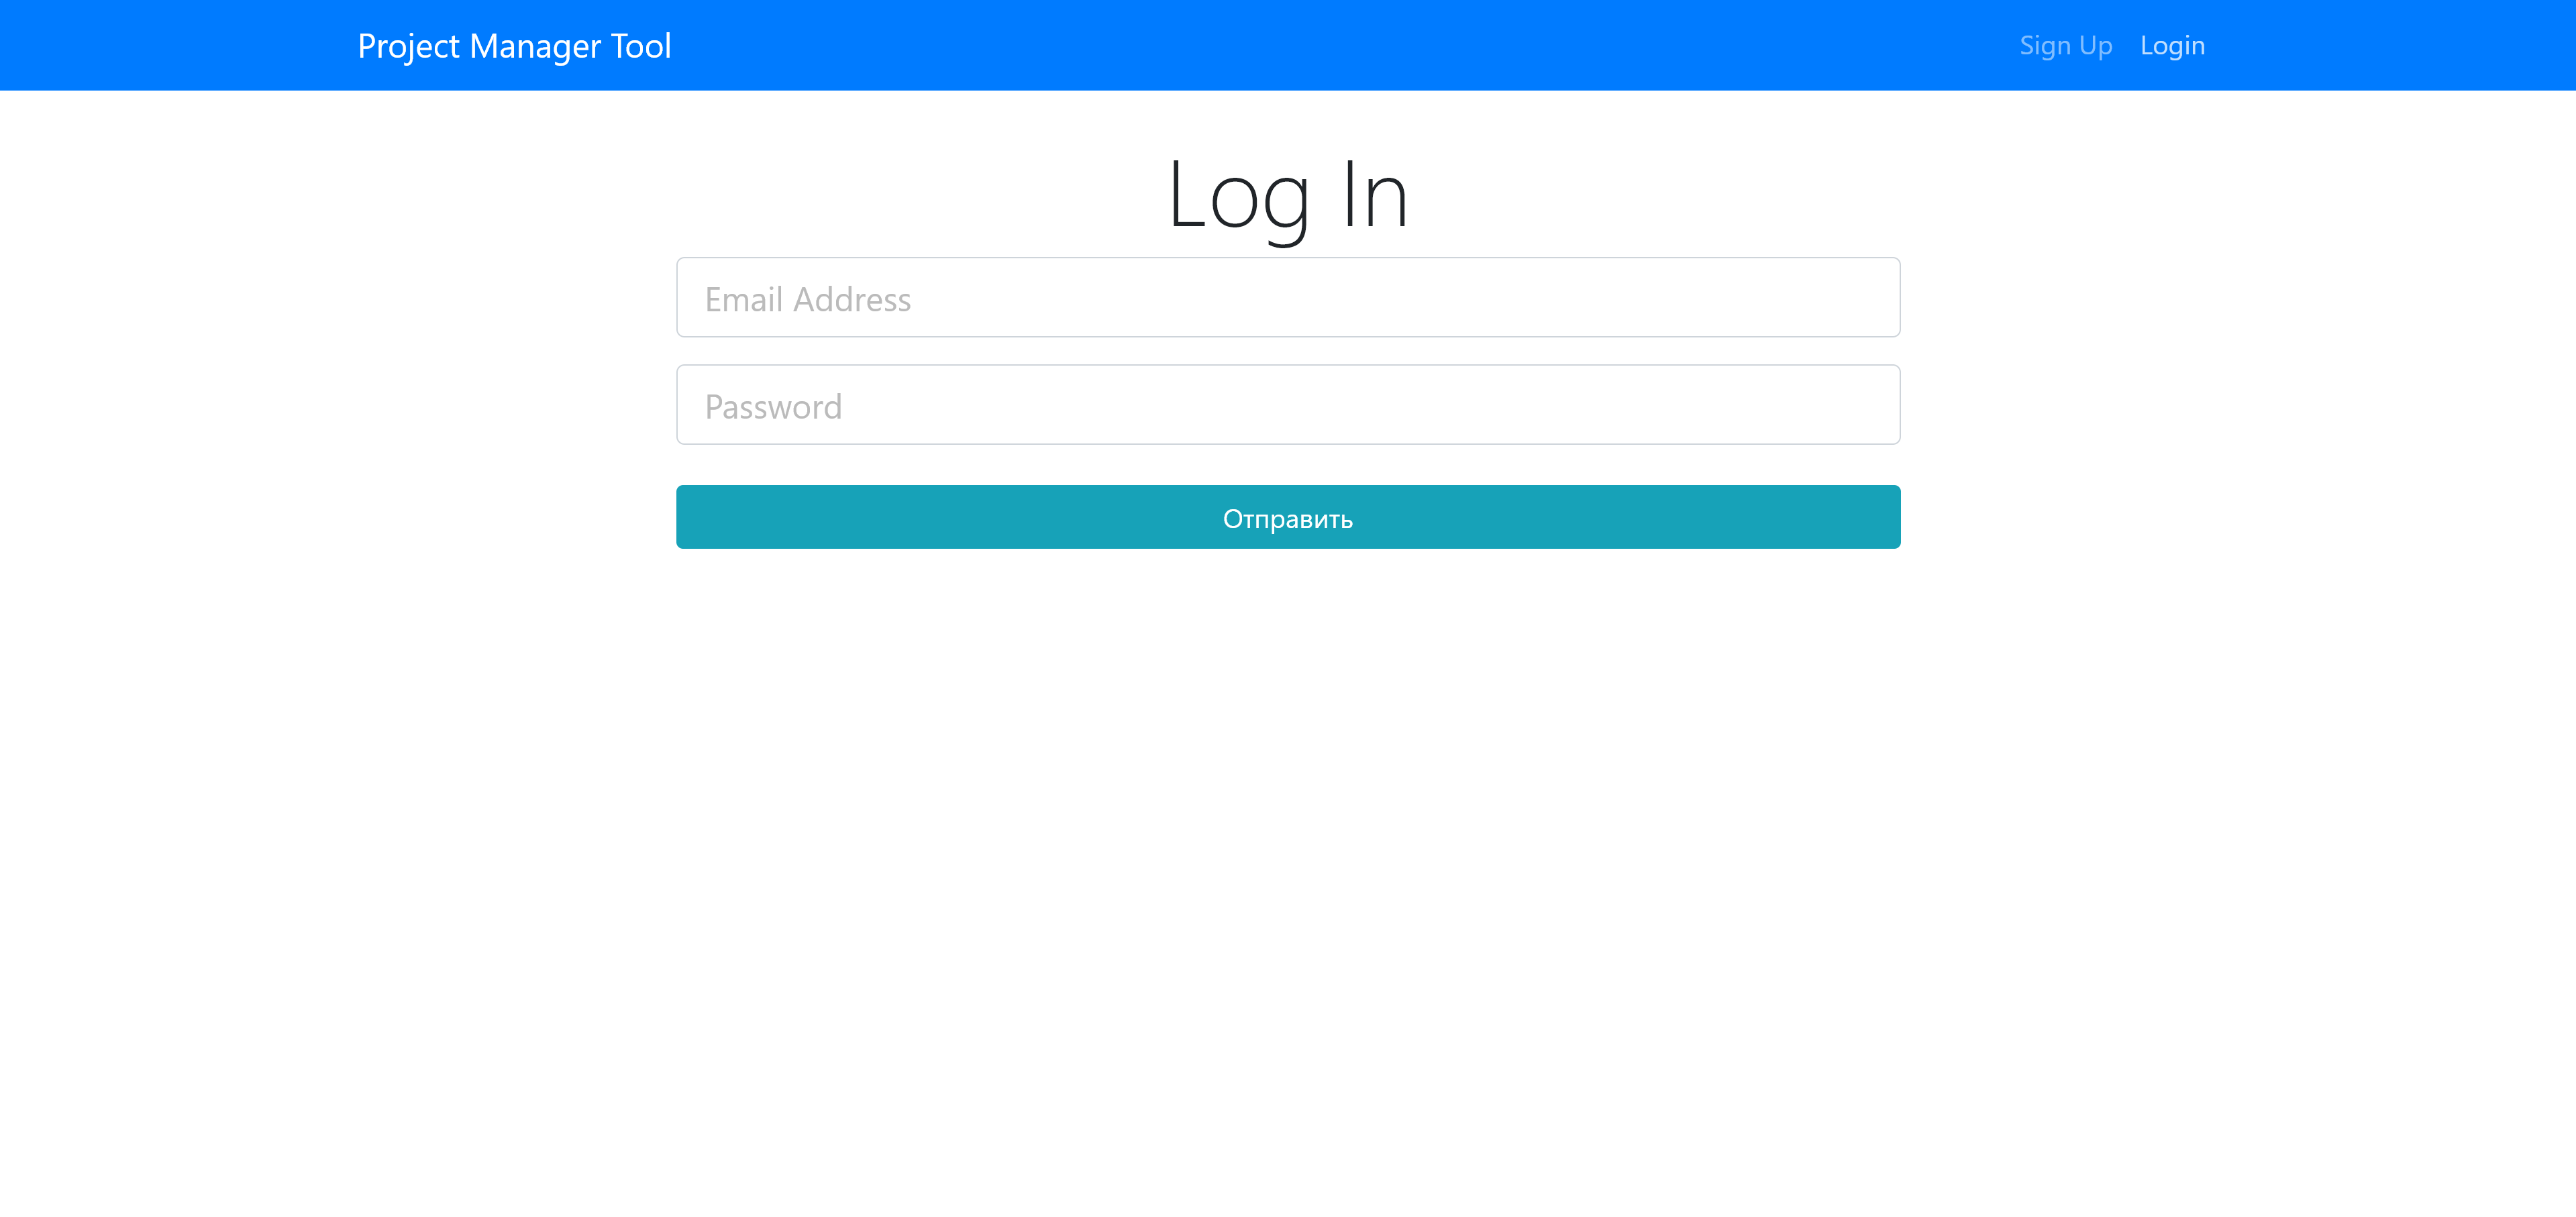 Project Manager Tool
Sign Up
Login
Log In
Email Address
Password
Отправить